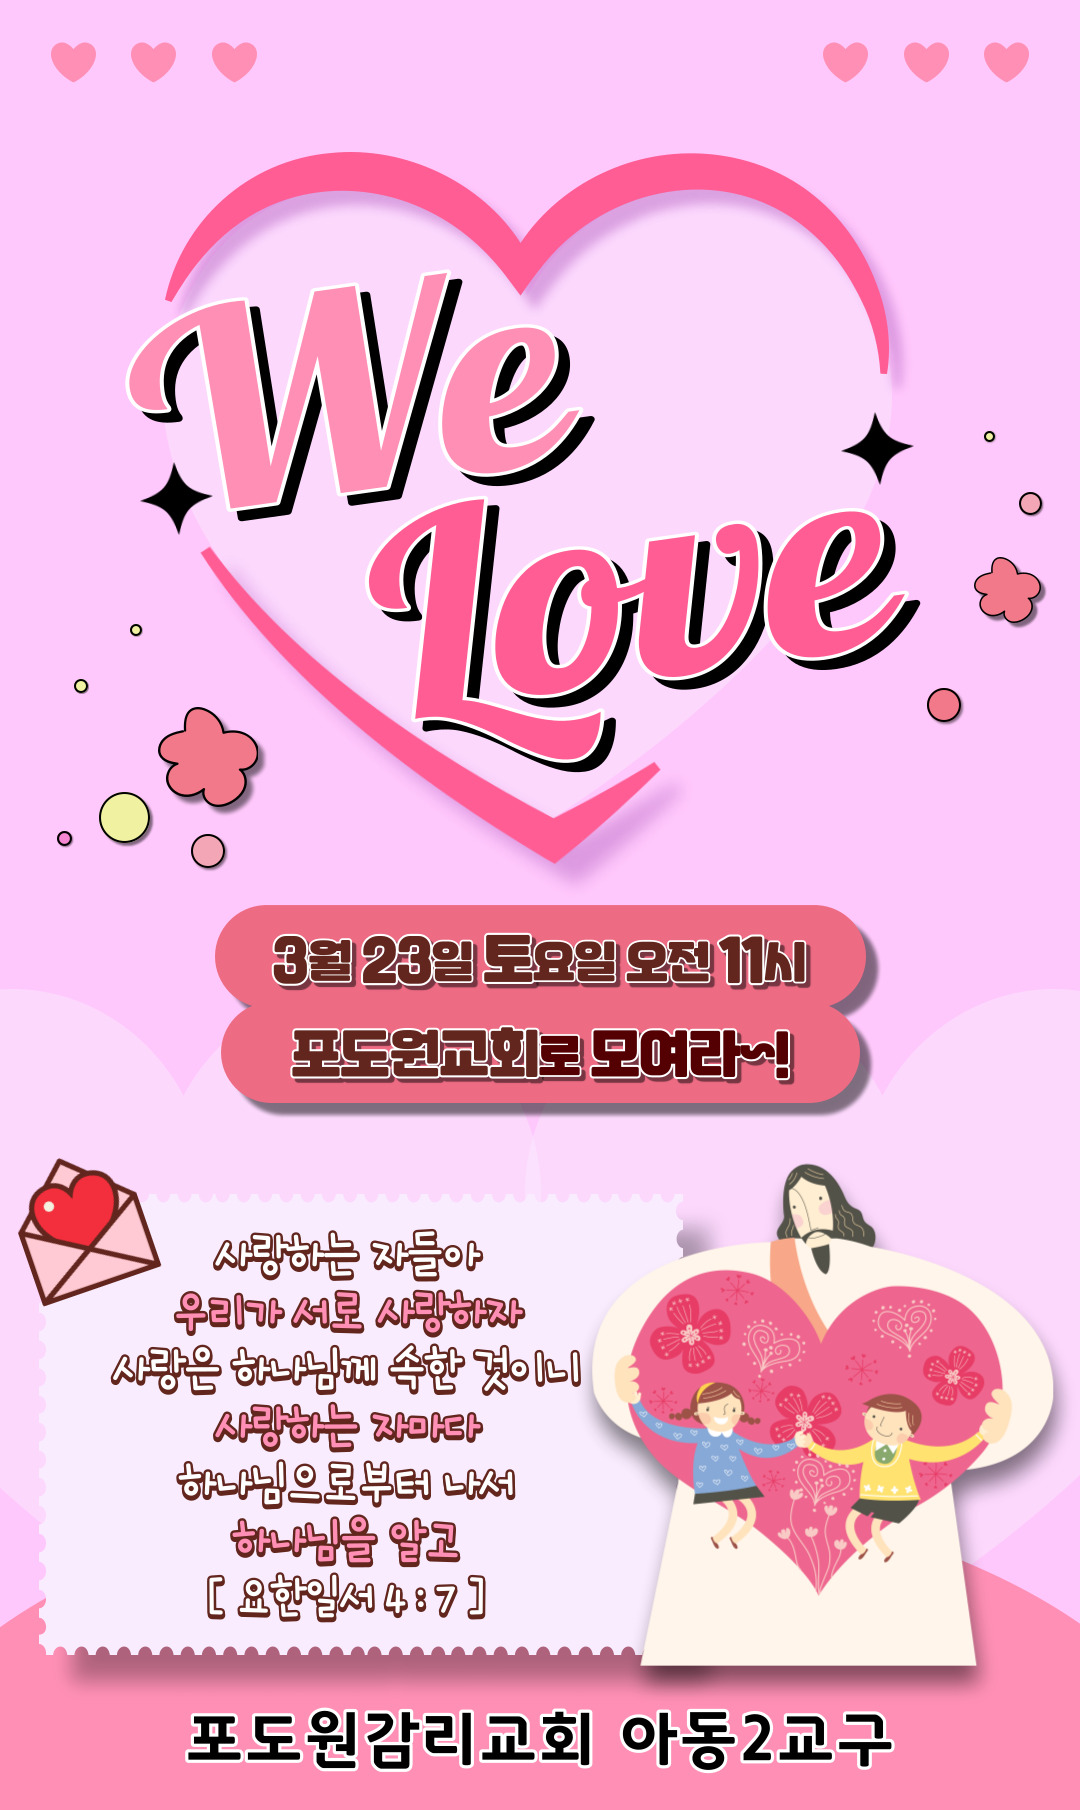 We
Love
3월 23일 토요일 오전 11시
포도원교회로 모여라~!
사랑하는 자들아
우리가 서로 사랑하자
사랑은 하나님께 속한 것이니
사랑하는 자마다
하나님으로부터 나서
하나님을 알고
[ 요한일서 4 : 7 ]
포도원감리교회 아동2교구